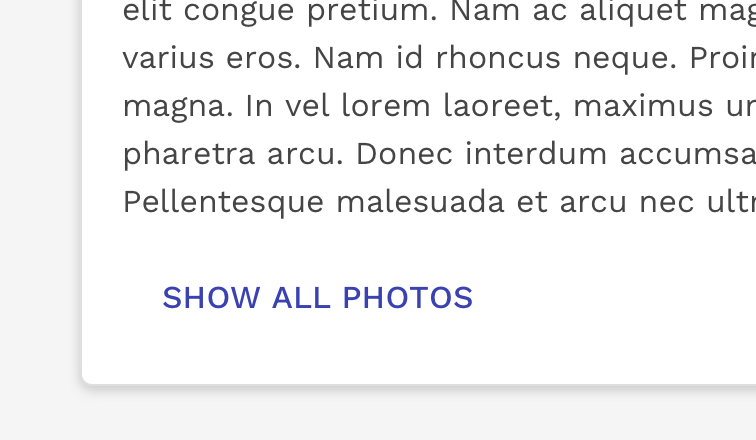 elit congue pretium. Nam ac aliquet mag
varius eros. Nam id rhoncus neque. Proin
magna. In vel lorem laoreet, maximus ur
pharetra arcu. Donec interdum accumsa
Pellentesque malesuada et arcu nec ultr
SHOW ALL PHOTOS